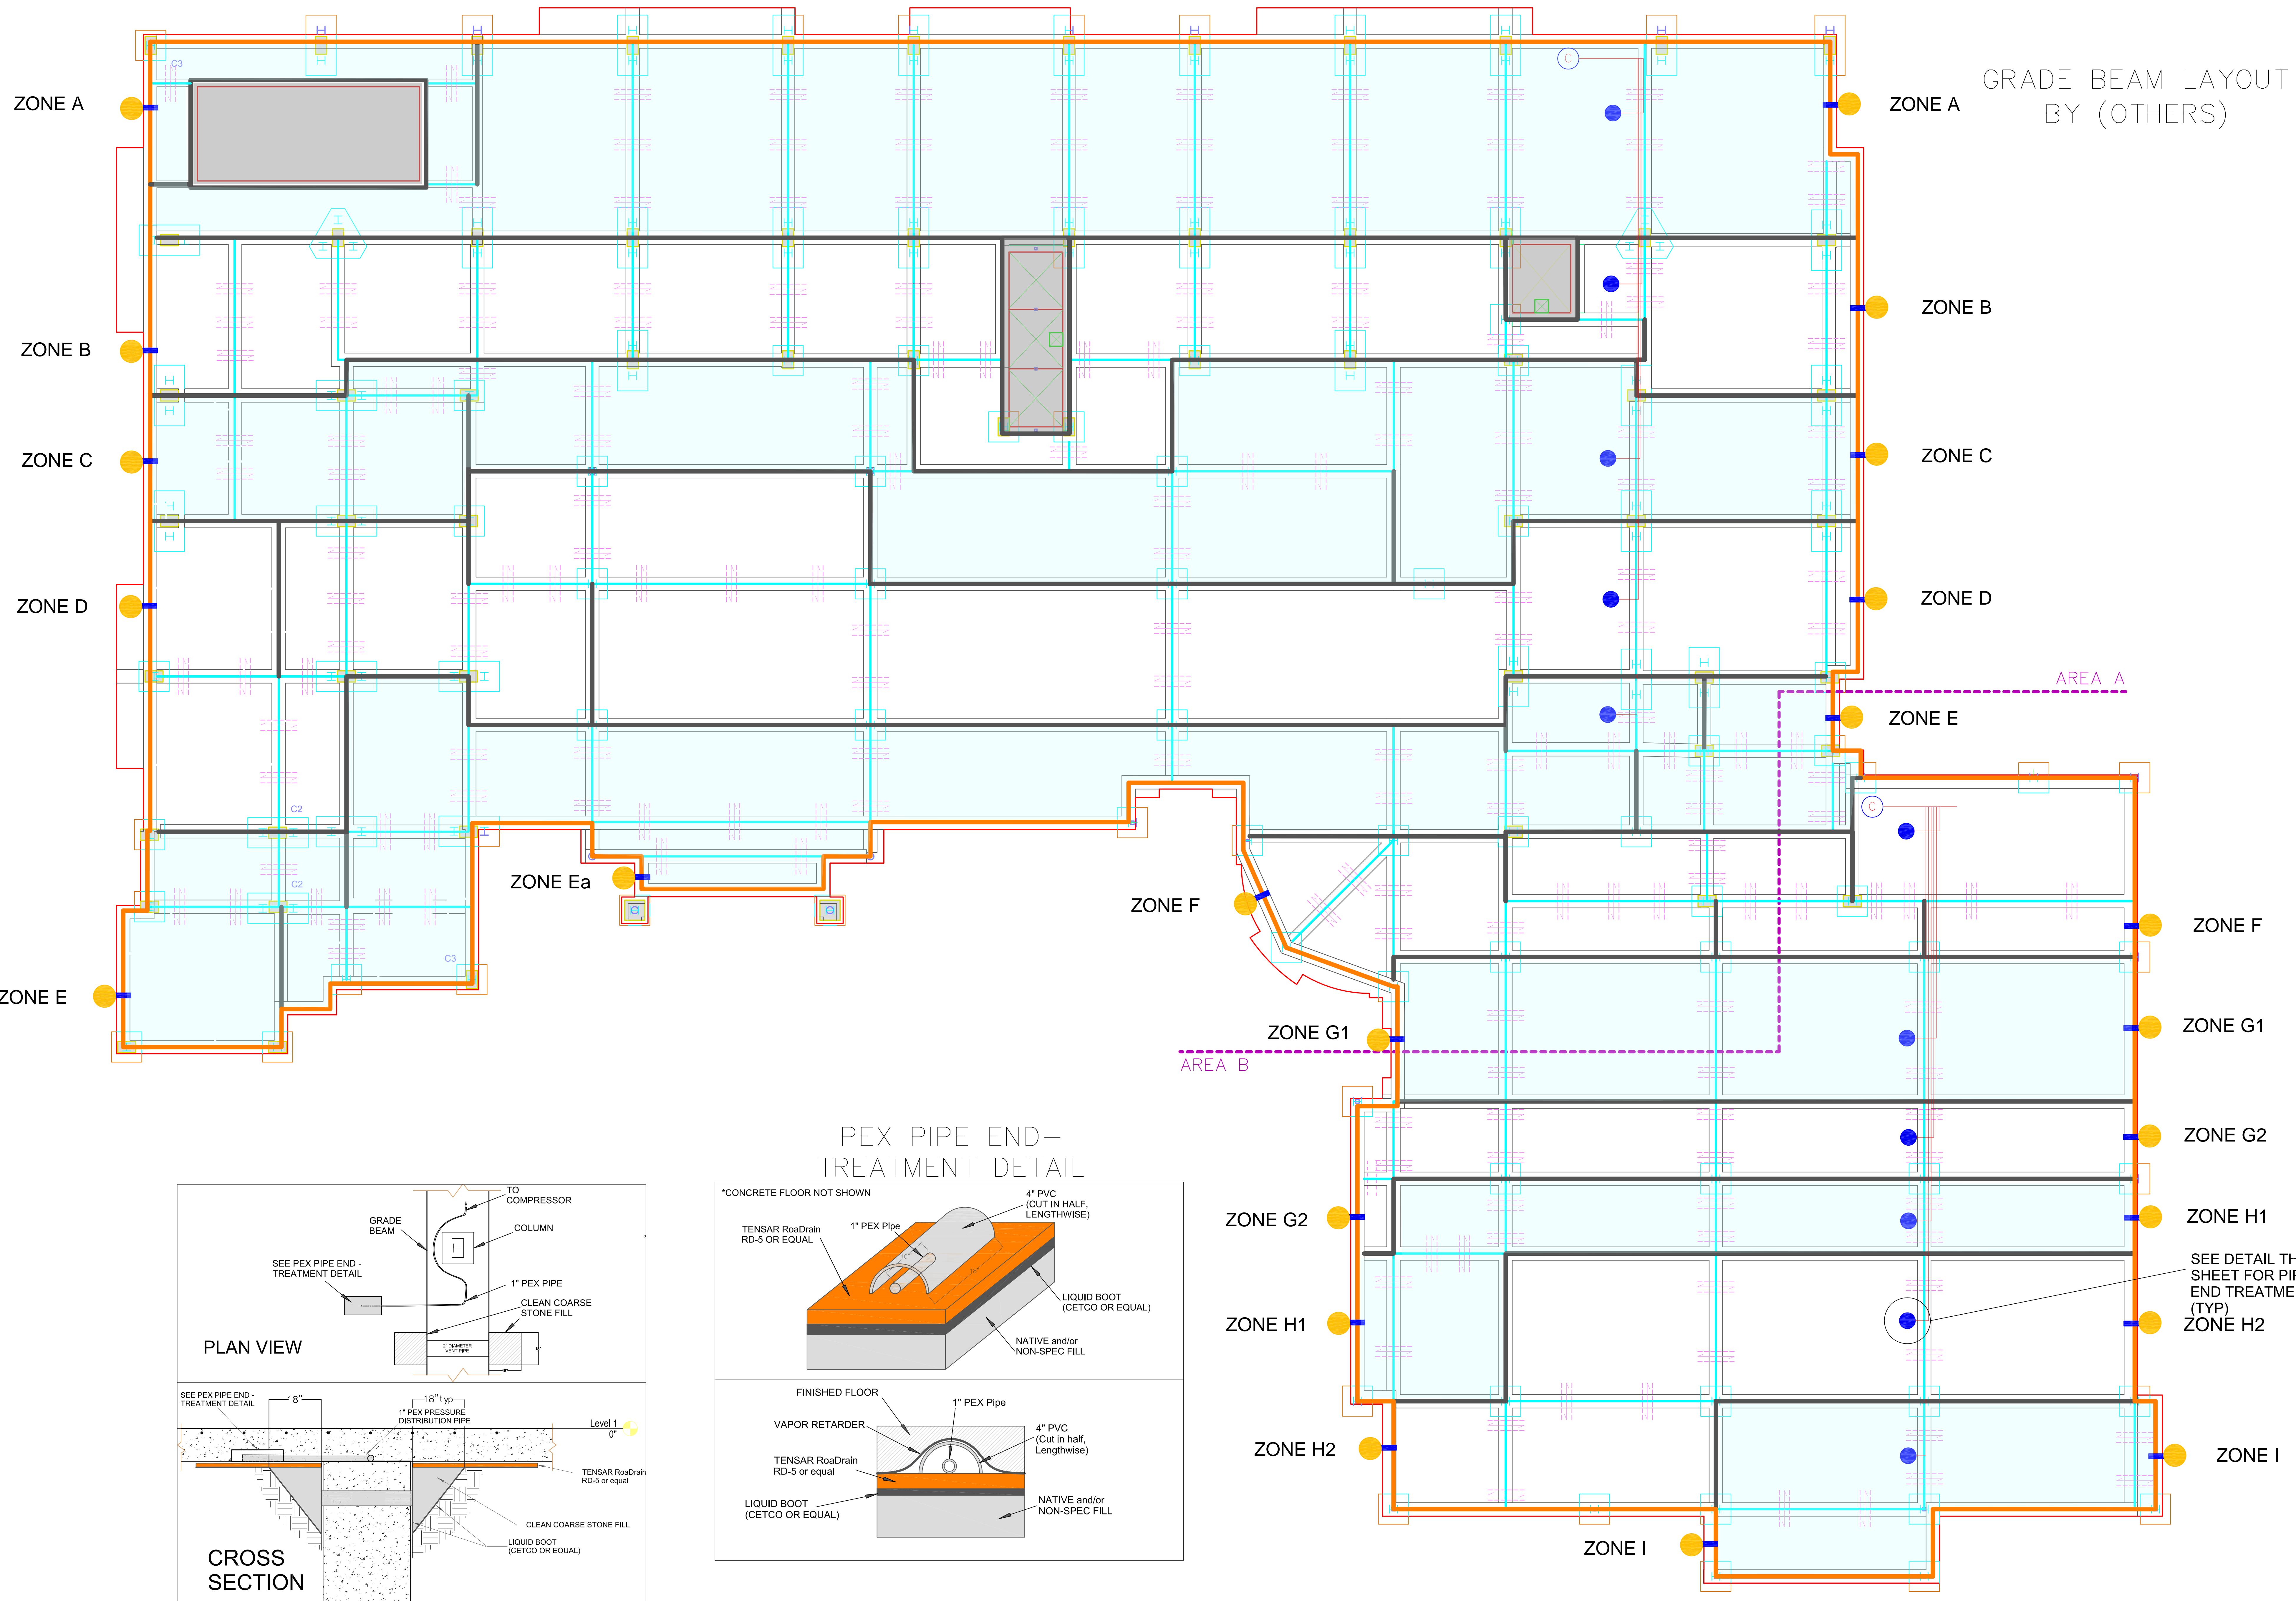 GRADE BEAM LAYOUT
BY (OTHERS)
C3
C
ZONE A
ZONE A
ZONE B
ZONE B
ZONE C
ZONE C
ZONE D
ZONE D
AREA A
ZONE E
C2
C
C2
ZONE Ea
ZONE F
ZONE F
C3
ZONE E
ZONE G1
ZONE G1
AREA B
ZONE G2
ZONE G2
ZONE H1
ZONE H1
SEE DETAIL TH
SHEET FOR PI
END TREATME
(TYP)
ZONE H2
ZONE H2
ZONE I
ZONE I
TO
COMPRESSOR
GRADE
BEAM
COLUMN
SEE PEX PIPE END -
TREATMENT DETAIL
1" PEX PIPE
CLEAN COARSE
STONE FILL
2" DIAMETER
VENT PIPE
PLAN VIEW
SEE PEX PIPE END -
TREATMENT DETAIL
18"
18" typ
1" PEX PRESSURE
DISTRIBUTION PIPE
Level 1
0"
TENSAR RoaDrain
RD-5 or equal
CLEAN COARSE STONE FILL
LIQUID BOOT
(CETCO OR EQUAL)
CROSS
SECTION
PEX PIPE END-
TREATMENT DETAIL
*CONCRETE FLOOR NOT SHOWN
4" PVC
(CUT IN HALF,
LENGTHWISE)
TENSAR RoaDrain
RD-5 OR EQUAL
1" PEX Pipe
LIQUID BOOT
(CETCO OR EQUAL)
NATIVE and/or
NON-SPEC FILL
FINISHED FLOOR
1" PEX Pipe
VAPOR RETARDER
4" PVC
(Cut in half,
Lengthwise)
TENSAR RoaDrain
RD-5 or equal
LIQUID BOOT
(CETCO OR EQUAL)
NATIVE and/or
NON-SPEC FILL